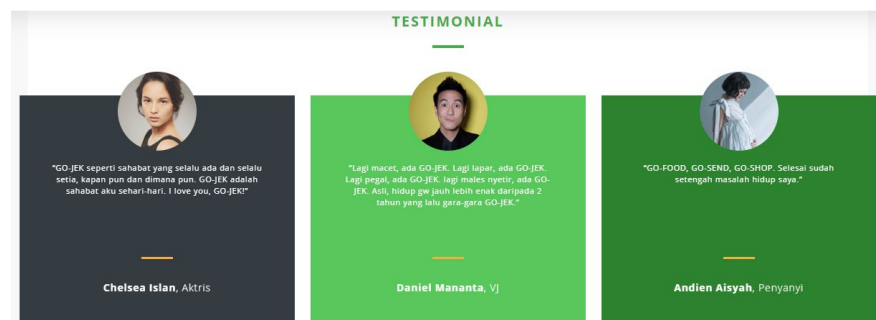 TESTIMONIAL
"GO-JEK seperti sahabat yang selalu ada dan selalu
setia, kapan pun dan dimana pun. GO-JEK adalah
sahabat aku sehari-hari. I love you, GO-JEK!"
Chelsea Islan, Aktris
"Lagi macet, ada GO-JEK. Lagi lapar, ada GO-JEK.
Lagi pegal, ada GO-JEK. lagi males nyetir, ada GO-
JEK. Asli, hidup gw jauh lebih enak daripada 2
tahun yang lalu gara-gara GO-JEK."
Daniel Mananta, VJ
"GO-FOOD, GO-SEND, GO-SHOP. Selesai sudah
setengah masalah hidup saya."
Andien Aisyah, Penyanyi